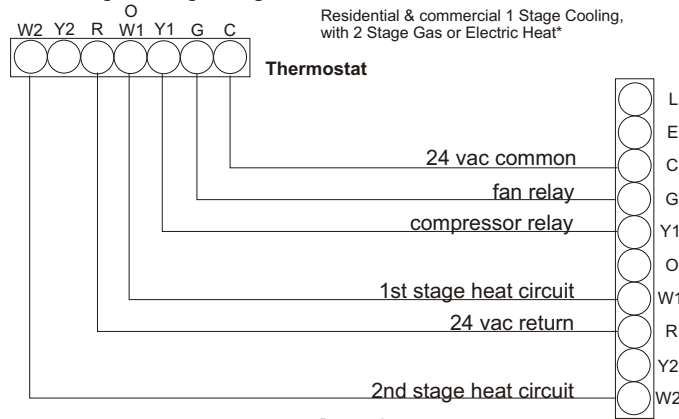 Residential & commercial 1 Stage Cooling,
with 2 Stage Gas or Electric Heat*
O
W2 Y2 R W1 Y1 G C
Thermostat
L
E
24 vac common C
fan relay G
compressor relay Y1
O
1st stage heat circuit W1
24 vac return R
Y2
2nd stage heat circuit W2